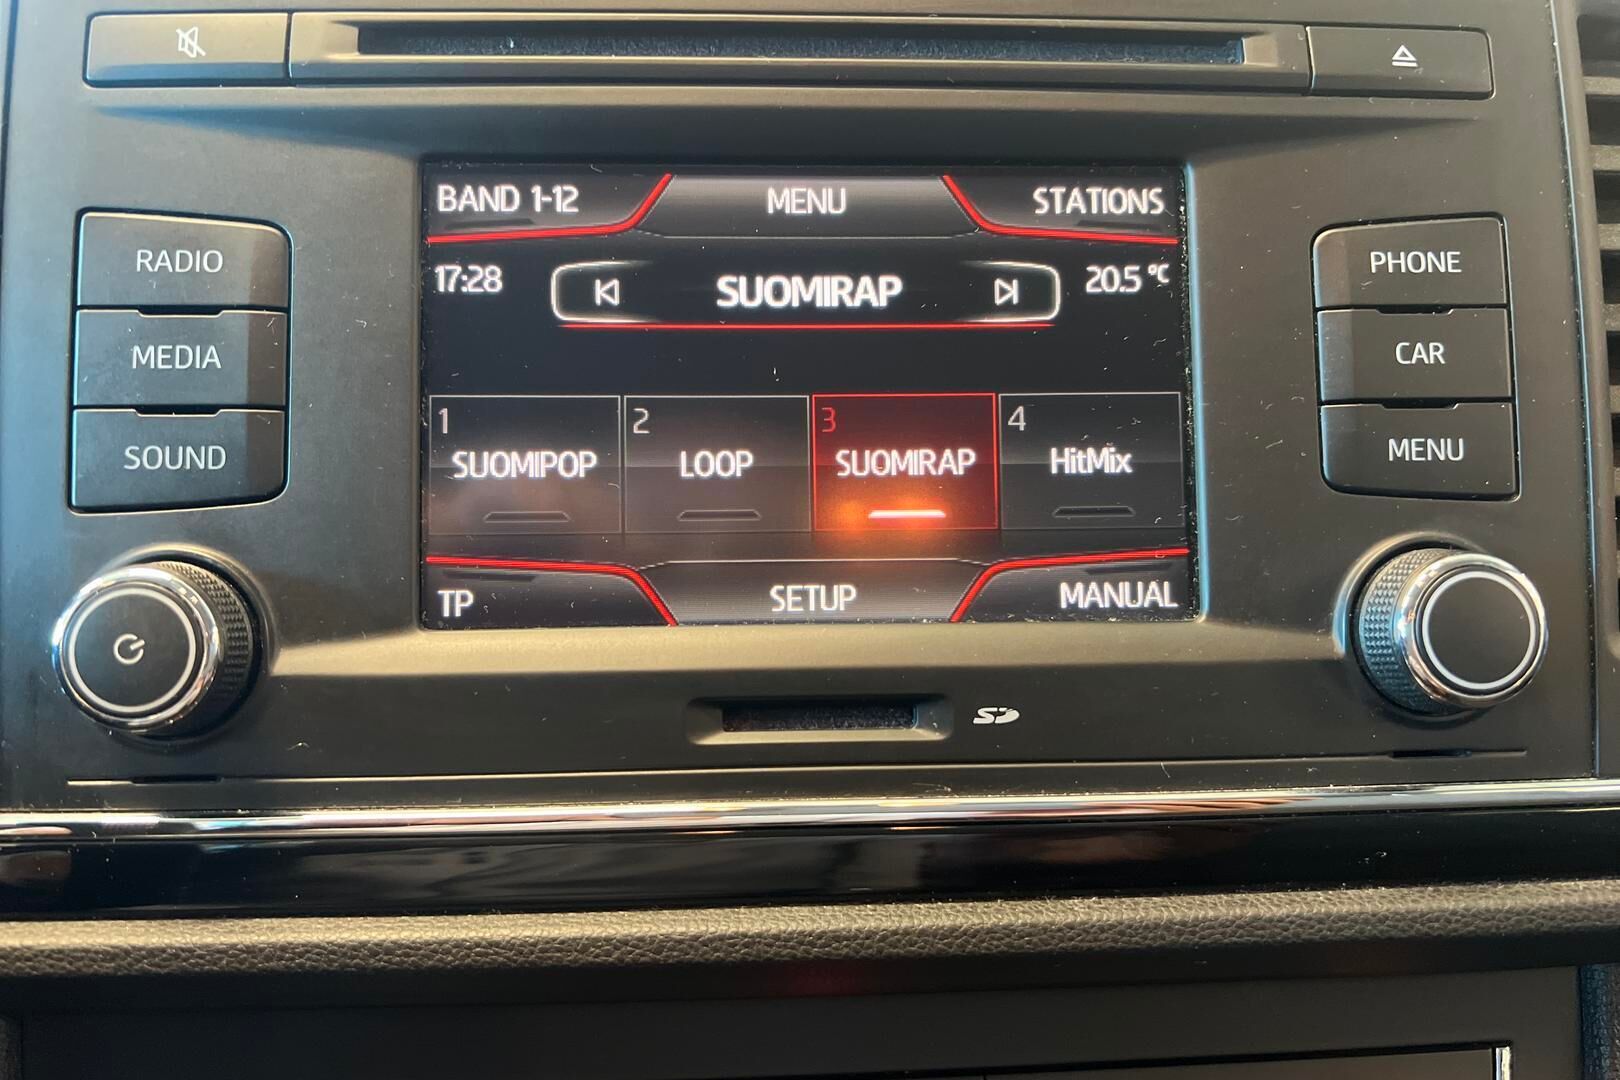 BAND 1-12 MENU STATIONS
17:28 SUOMIRAP 20.5 °C
RADIO
MEDIA
SOUND
1 SUOMIPOP
2 LOOP
3 SUOMIRAP
4 HitMix
TP SETUP MANUAL
PHONE
CAR
MENU
SD